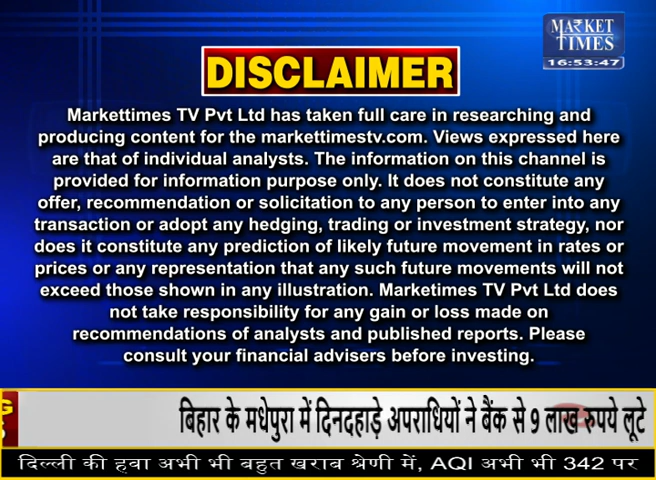 MARKET
TIMES
16:53:47
DISCLAIMER
Markettimes TV Pvt Ltd has taken full care in researching and
producing content for the markettimestv.com. Views expressed here
are that of individual analysts. The information on this channel is
provided for information purpose only. It does not constitute any
offer, recommendation or solicitation to any person to enter into any
transaction or adopt any hedging, trading or investment strategy, nor
does it constitute any prediction of likely future movement in rates or
prices or any representation that any such future movements will not
exceed those shown in any illustration. Marketimes TV Pvt Ltd does
not take responsibility for any gain or loss made on
recommendations of analysts and published reports. Please
consult your financial advisers before investing.
बिहार के मधेपुरा में दिनदहाड़े अपराधियों ने बैंक से 9 लाख रुपये लूटे
दिल्ली की हवा अभी भी बहुत खराब श्रेणी में, AQI अभी भी 342 पर